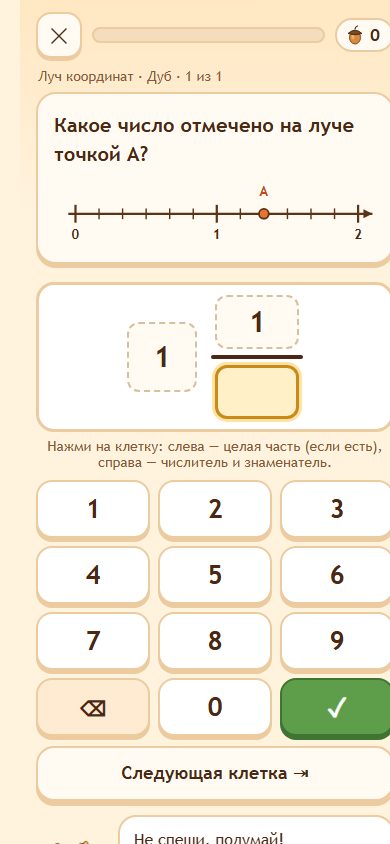 0
Луч координат · Дуб · 1 из 1
Какое число отмечено на луче
точкой А?
А
0 1 2
1
1
Нажми на клетку: слева — целая часть (если есть),
справа — числитель и знаменатель.
1 2 3
4 5 6
7 8 9
⌫ 0 ✓
Следующая клетка ⇥
Не спеши, подумай!